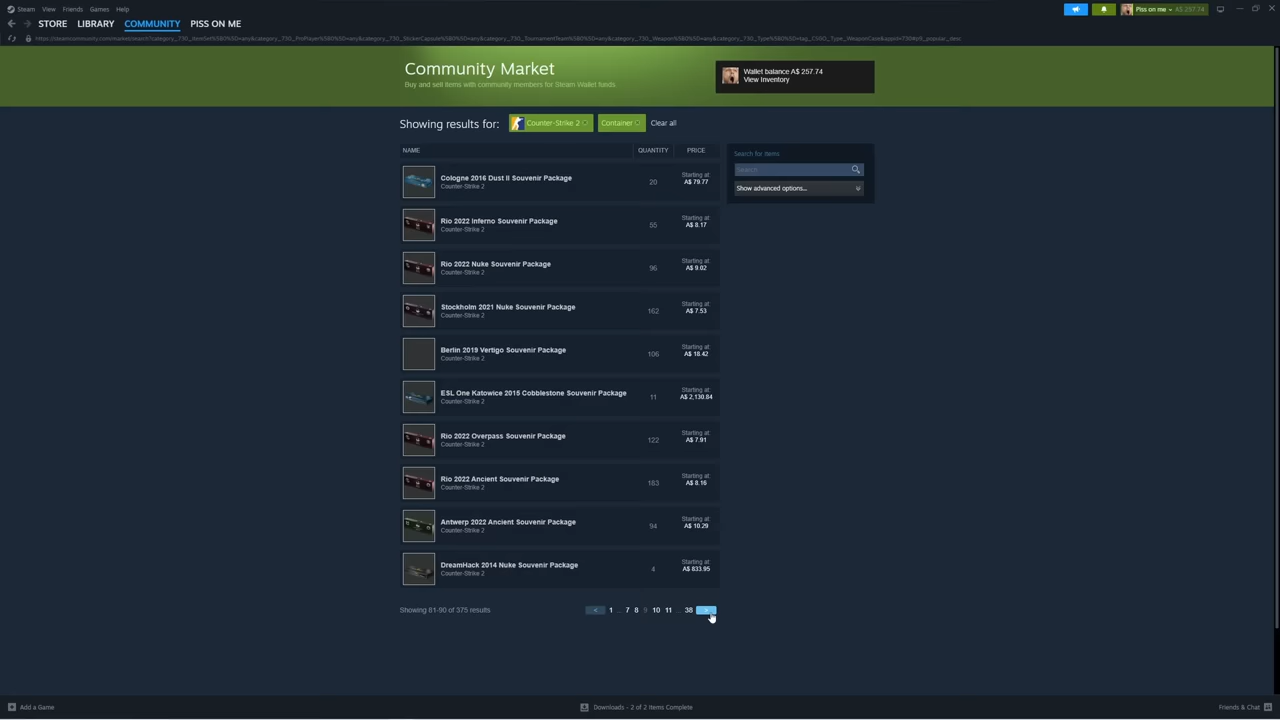 Steam View Friends Games Help
Piss on me A$ 257.74
STORE LIBRARY COMMUNITY PISS ON ME
Community Market
Buy and sell items with community members for Steam Wallet funds.
Wallet balance A$ 257.74
View Inventory
Showing results for: Counter-Strike 2 Container Clear all
NAME QUANTITY PRICE
Search for items
Search
Show advanced options...
Cologne 2016 Dust II Souvenir Package
Counter-Strike 2
20
Starting at:
A$ 79.77
Rio 2022 Inferno Souvenir Package
Counter-Strike 2
55
Starting at:
A$ 8.17
Rio 2022 Nuke Souvenir Package
Counter-Strike 2
96
Starting at:
A$ 9.02
Stockholm 2021 Nuke Souvenir Package
Counter-Strike 2
162
Starting at:
A$ 7.53
Berlin 2019 Vertigo Souvenir Package
Counter-Strike 2
106
Starting at:
A$ 18.42
ESL One Katowice 2015 Cobblestone Souvenir Package
Counter-Strike 2
11
Starting at:
A$ 2,130.84
Rio 2022 Overpass Souvenir Package
Counter-Strike 2
122
Starting at:
A$ 7.91
Rio 2022 Ancient Souvenir Package
Counter-Strike 2
183
Starting at:
A$ 8.16
Antwerp 2022 Ancient Souvenir Package
Counter-Strike 2
94
Starting at:
A$ 10.29
DreamHack 2014 Nuke Souvenir Package
Counter-Strike 2
4
Starting at:
A$ 833.95
Showing 81-90 of 375 results
< 1 ... 7 8 9 10 11 ... 38 >
Add a Game
Downloads - 2 of 2 Items Complete
Friends & Chat